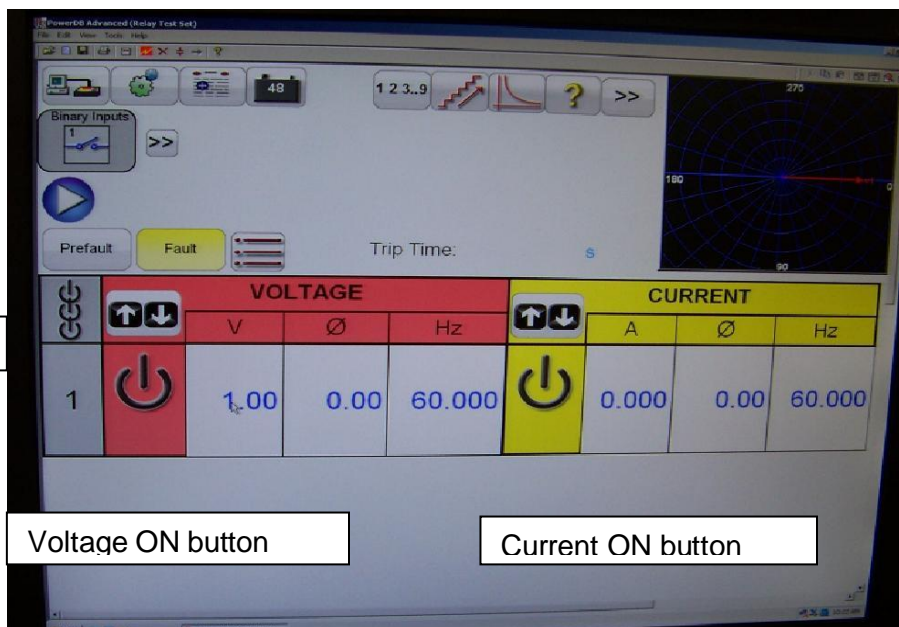 PowerDB Advanced (Relay Test Set)
File Edit View Tools Help
48
1 2 3..9
?
>>
270
Binary Inputs
1
>>
180
0
Prefault
Fault
Trip Time:
s
90
VOLTAGE
CURRENT
V
Ø
Hz
A
Ø
Hz
1
1.00
0.00
60.000
0.000
0.00
60.000
Voltage ON button
Current ON button